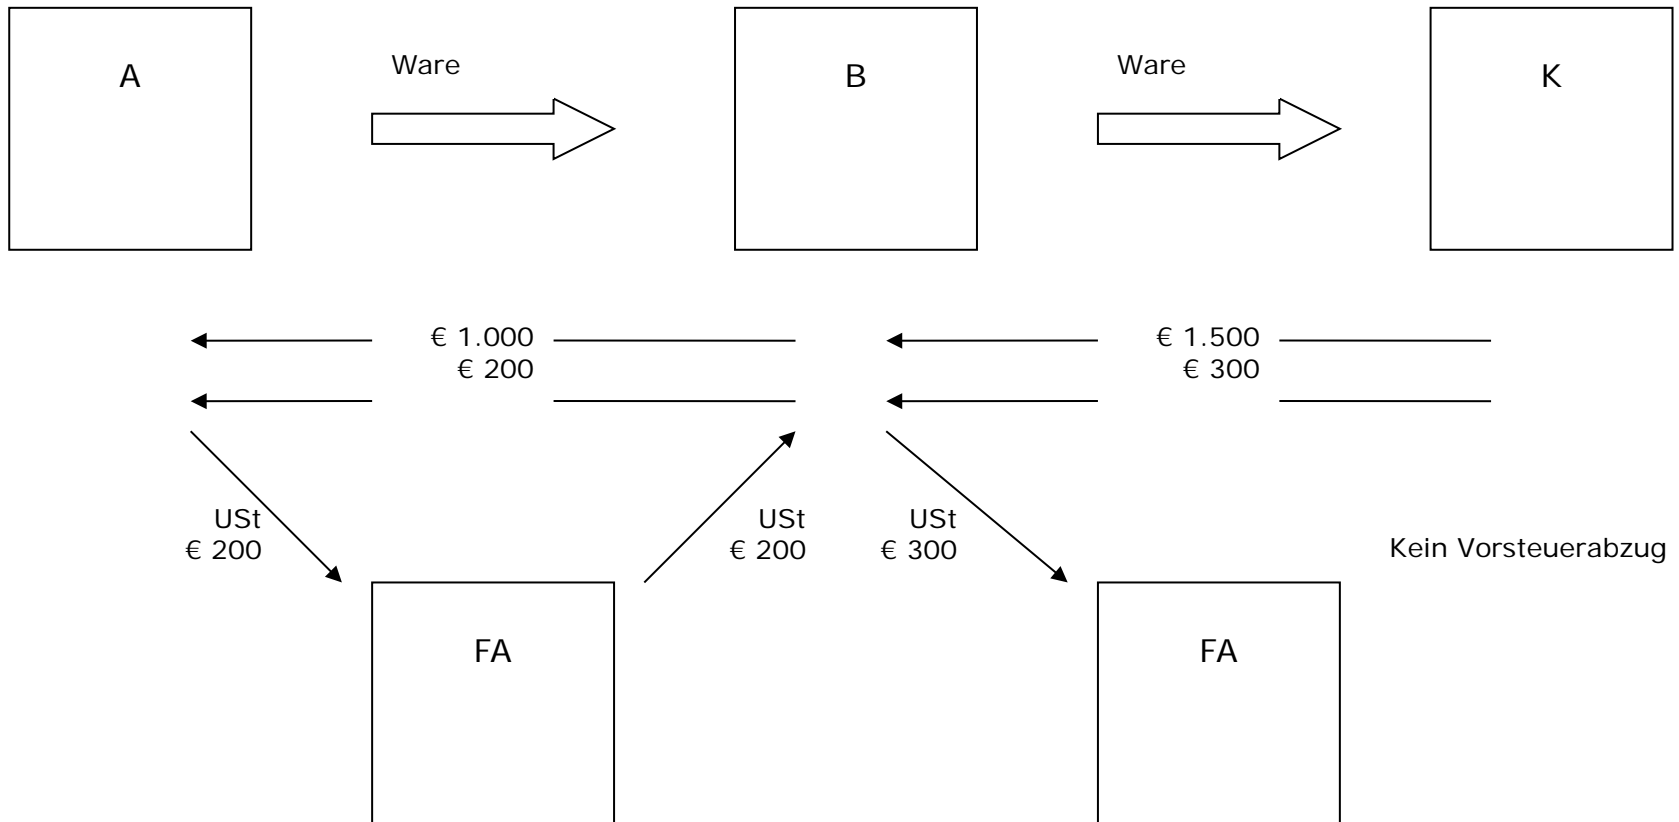 A
Ware
B
Ware
K
€ 1.000
€ 200
€ 1.500
€ 300
USt
€ 200
USt
€ 200
USt
€ 300
Kein Vorsteuerabzug
FA
FA